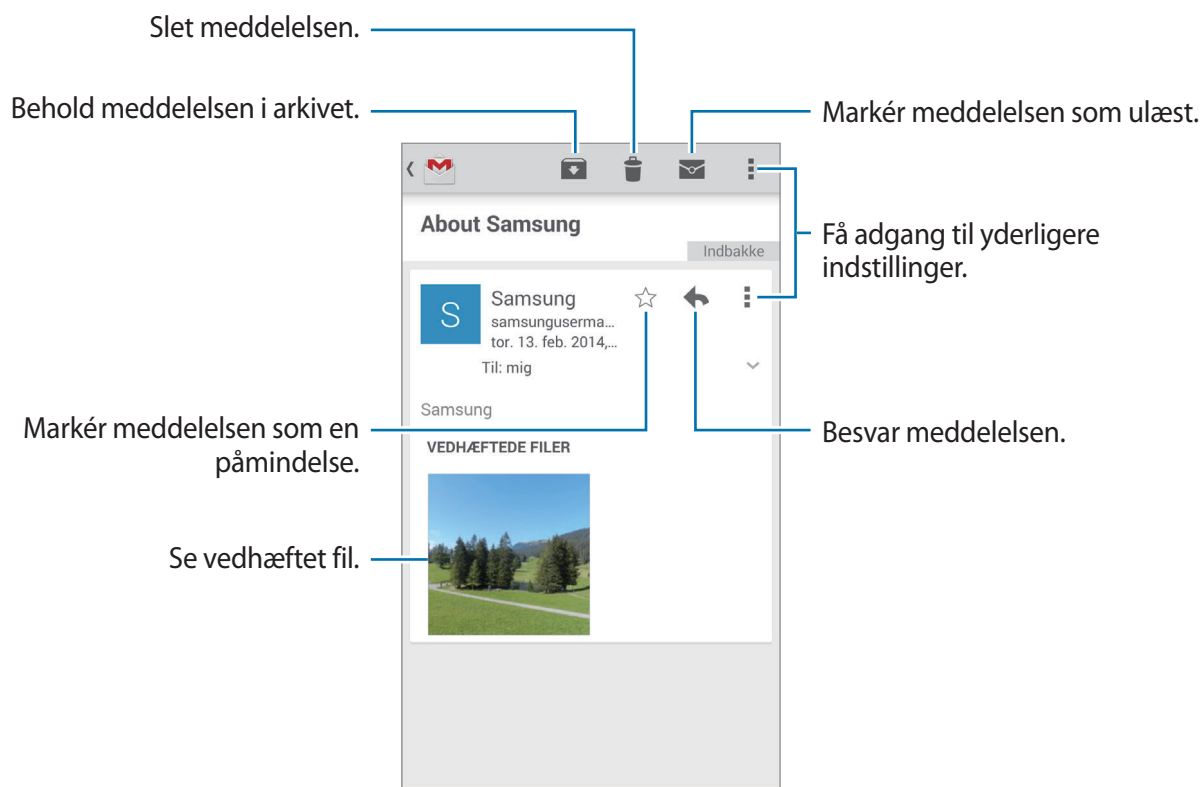 Slet meddelelsen.
Behold meddelelsen i arkivet.
Markér meddelelsen som ulæst.
About Samsung
Indbakke
Få adgang til yderligere
indstillinger.
S
Samsung
samsunguserma...
tor. 13. feb. 2014,...
Til: mig
Samsung
Markér meddelelsen som en
påmindelse.
Besvar meddelelsen.
VEDHÆFTEDE FILER
Se vedhæftet fil.